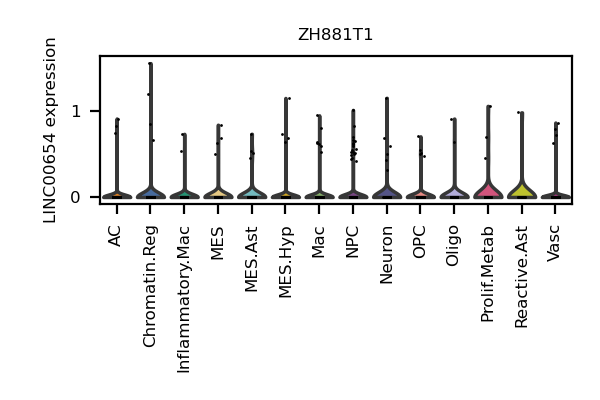 ZH881T1
LINC00654 expression
1
0
AC
Chromatin.Reg
Inflammatory.Mac
MES
MES.Ast
MES.Hyp
Mac
NPC
Neuron
OPC
Oligo
Prolif.Metab
Reactive.Ast
Vasc